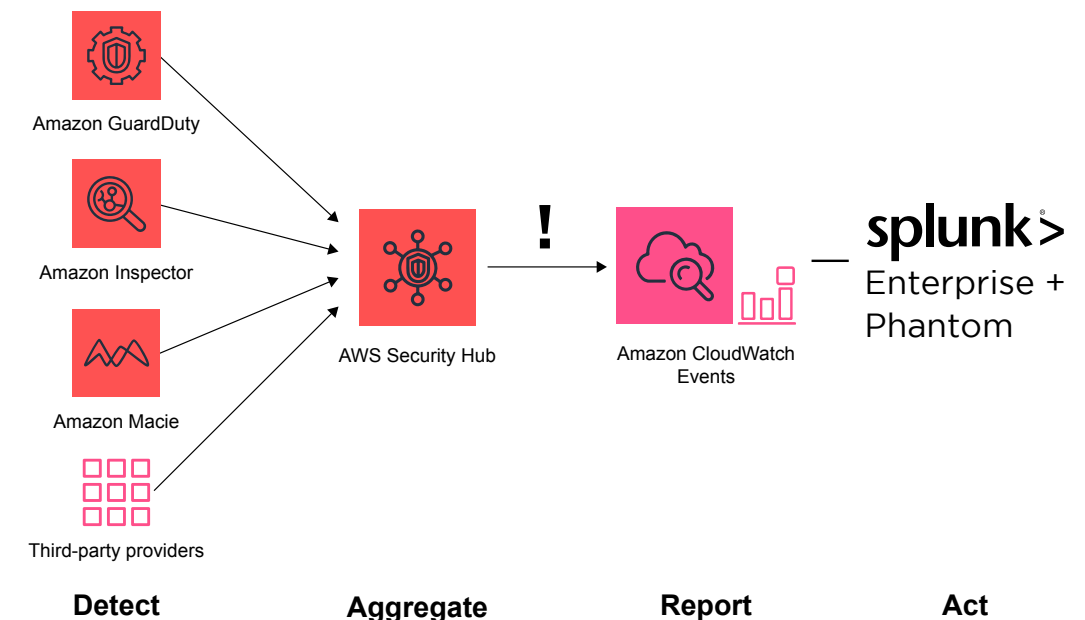 Amazon GuardDuty
Amazon Inspector
Amazon Macie
Third-party providers
AWS Security Hub
!
Amazon CloudWatch
Events
splunk>®
Enterprise +
Phantom
Detect
Aggregate
Report
Act